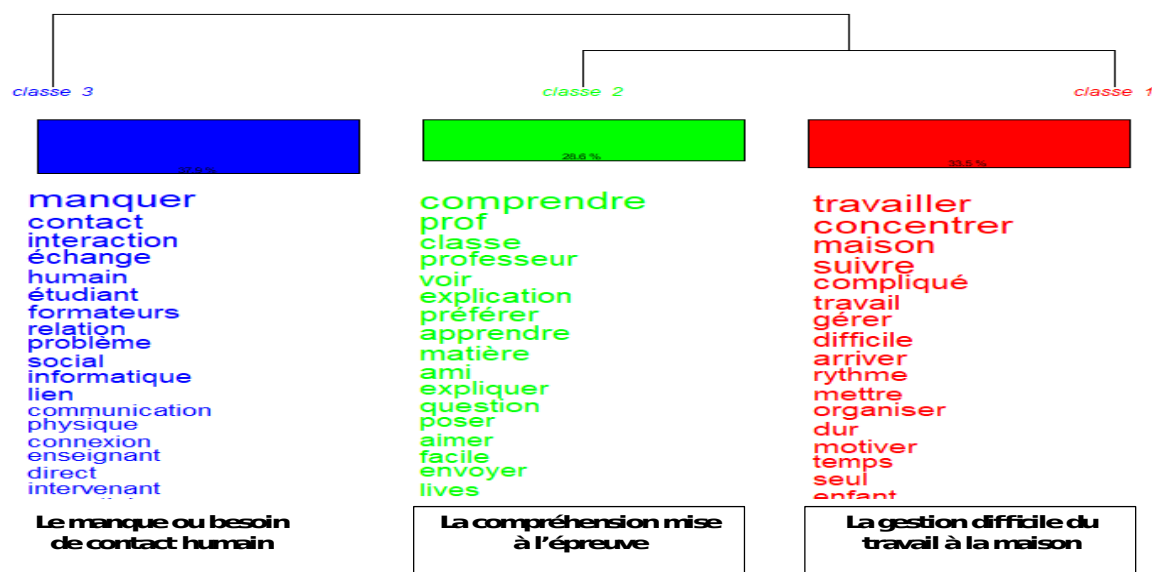 classe 3
classe 2
classe 1
28.6 %
33.5 %
manquer
contact
interaction
échange
humain
étudiant
formateurs
relation
problème
social
informatique
lien
communication
physique
connexion
enseignant
direct
intervenant
comprendre
prof
classe
professeur
voir
explication
préférer
apprendre
matière
ami
expliquer
question
poser
aimer
facile
envoyer
lives
travailler
concentrer
maison
suivre
compliqué
travail
gérer
difficile
arriver
rythme
mettre
organiser
dur
motiver
temps
seul
enfant
Le manque ou besoin
de contact humain
La compréhension mise
à l'épreuve
La gestion difficile du
travail à la maison